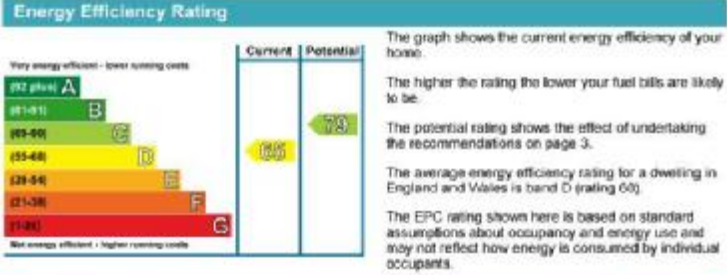 Energy Efficiency Rating
Current Potential
Very energy efficient - lower running costs
(92 plus) A
(81-91) B
(69-80) C
(55-68) D
(39-54) E
(21-38) F
(1-20) G
Not energy efficient - higher running costs
79
The graph shows the current energy efficiency of your
home.
The higher the rating the lower your fuel bills are likely
to be.
The potential rating shows the effect of undertaking
the recommendations on page 3.
The average energy efficiency rating for a dwelling in
England and Wales is band D (rating 60).
The EPC rating shown here is based on standard
assumptions about occupancy and energy use and
may not reflect how energy is consumed by individual
occupants.